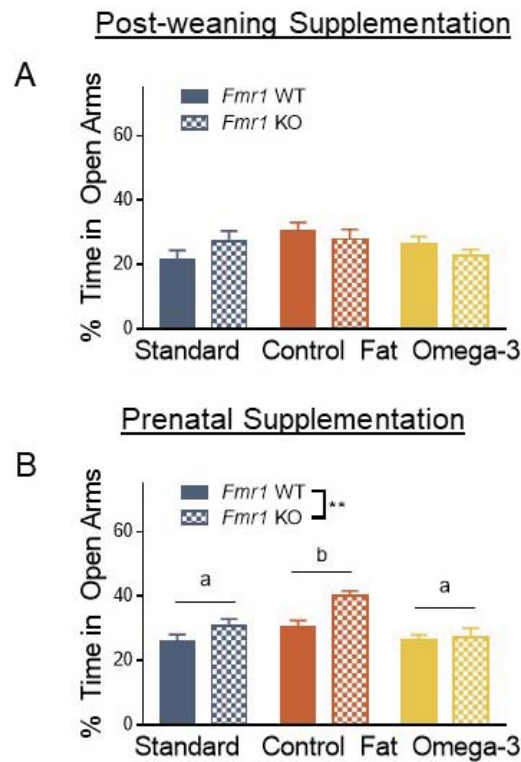 Post-weaning Supplementation
A
Fmr1 WT
Fmr1 KO
% Time in Open Arms
60
40
20
0
Standard Control Fat Omega-3
Prenatal Supplementation
B
Fmr1 WT
Fmr1 KO
**
% Time in Open Arms
60
40
20
0
a
b
a
Standard Control Fat Omega-3